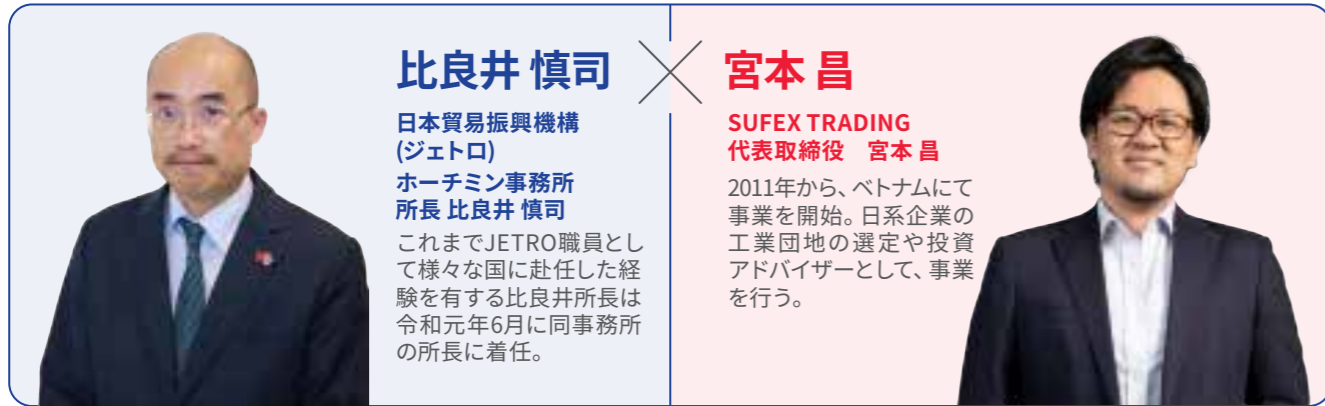 比良井 慎司
日本貿易振興機構
(ジェトロ)
ホーチミン事務所
所長 比良井 慎司
これまでJETRO職員とし
て様々な国に赴任した経
験を有する比良井所長は
令和元年6月に同事務所
の所長に着任。
宮本 昌
SUFEX TRADING
代表取締役　宮本 昌
2011年から、ベトナムにて
事業を開始。日系企業の
工業団地の選定や投資
アドバイザーとして、事業
を行う。